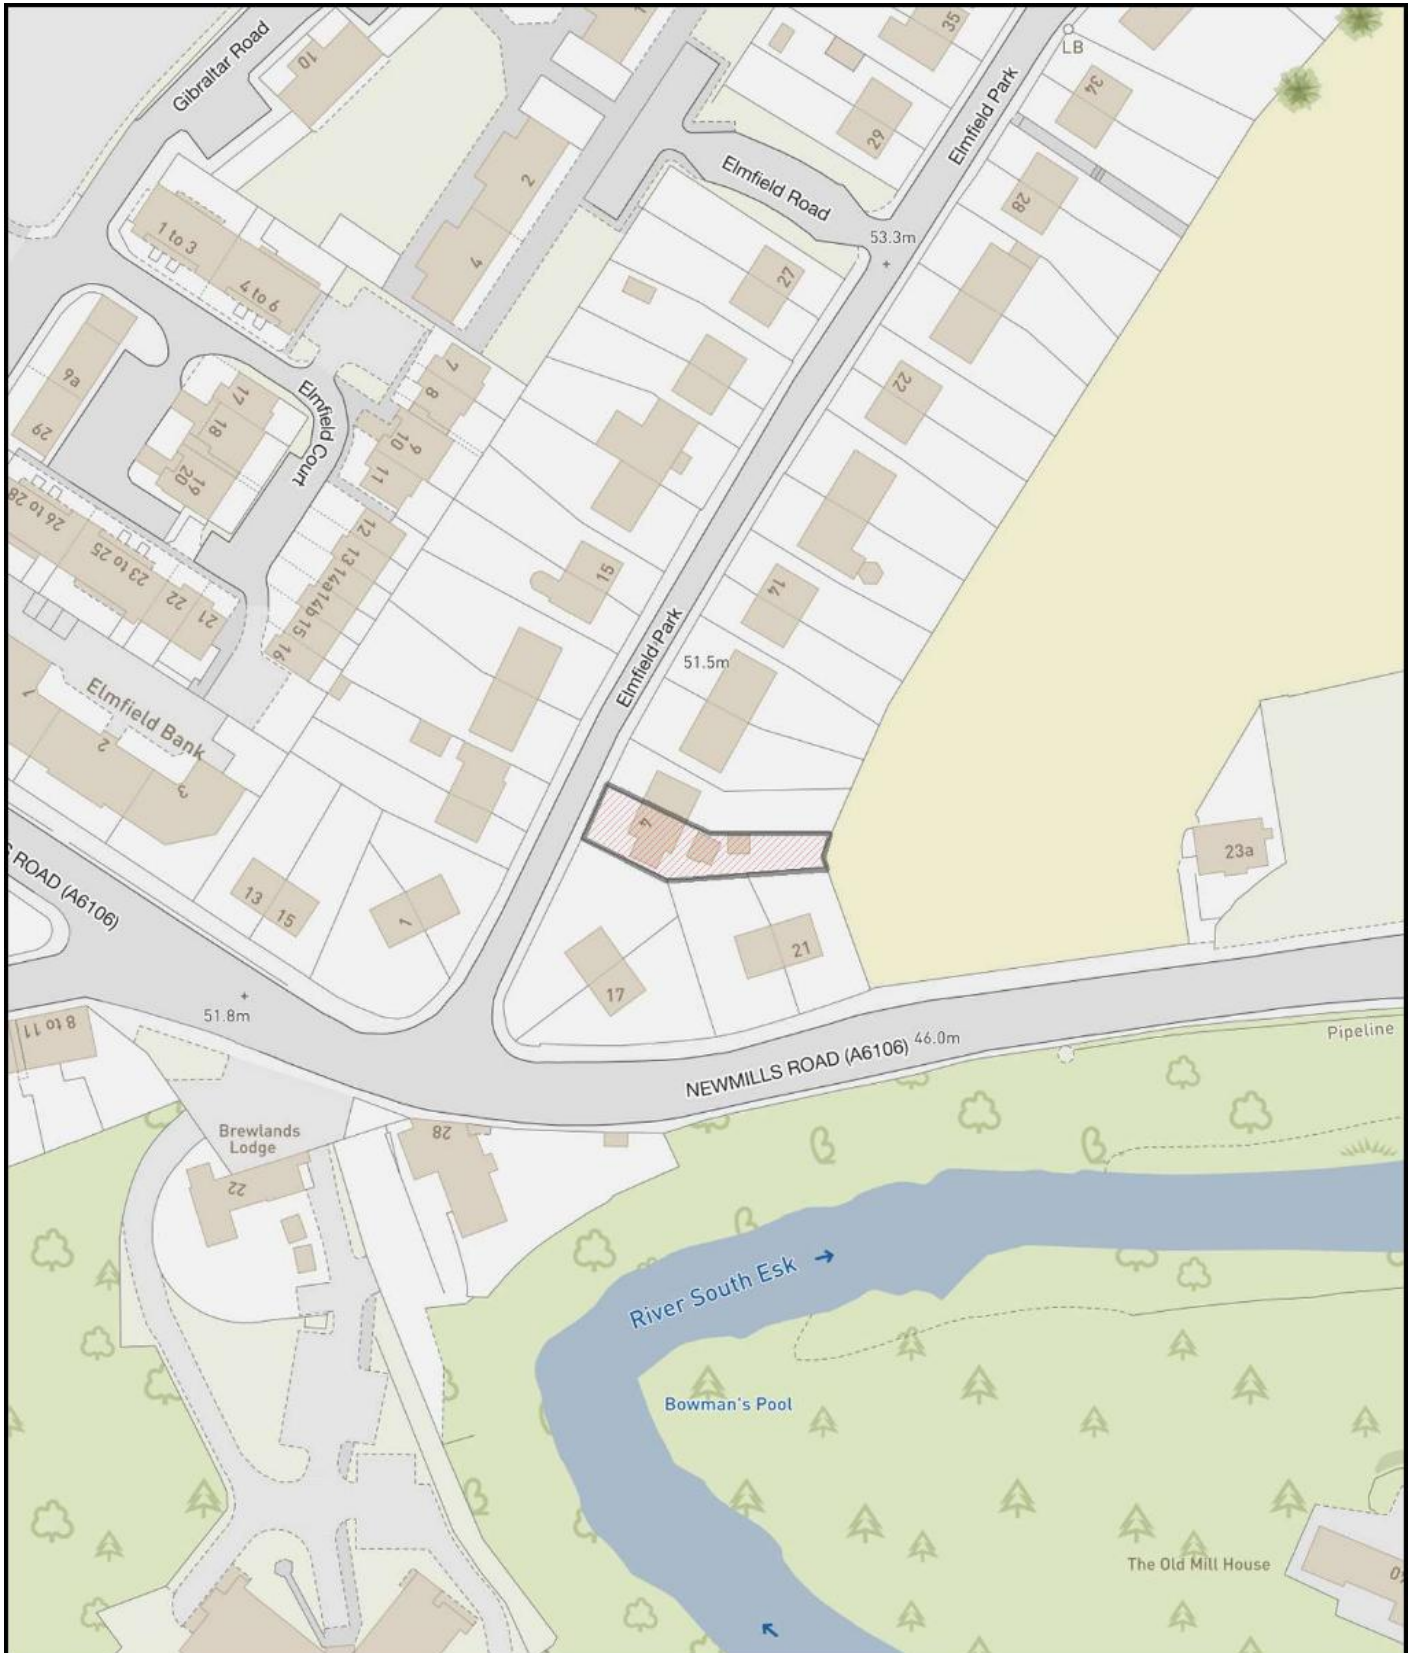 Gibraltar Road
10
35
LB
34
29
Elmfield Park
Elmfield Road
53.3m
28
2
4
1 to 3
4 to 6
27
22
6a
29
7
8
9
10
11
17
18
19
20
Elmfield Court
26 to 28
23 to 25
22
21
12
13
14a
14b
15
16
15
14
Elmfield Park
51.5m
Elmfield Bank
1
2
3
4
ROAD (A6106)
13
15
1
17
21
23a
51.8m
8 to 11
NEWMILLS ROAD (A6106)
46.0m
Pipeline
Brewlands
Lodge
22
28
River South Esk
Bowman's Pool
The Old Mill House